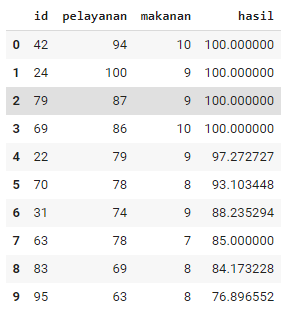 id pelayanan makanan hasil
0 42 94 10 100.000000
1 24 100 9 100.000000
2 79 87 9 100.000000
3 69 86 10 100.000000
4 22 79 9 97.272727
5 70 78 8 93.103448
6 31 74 9 88.235294
7 63 78 7 85.000000
8 83 69 8 84.173228
9 95 63 8 76.896552